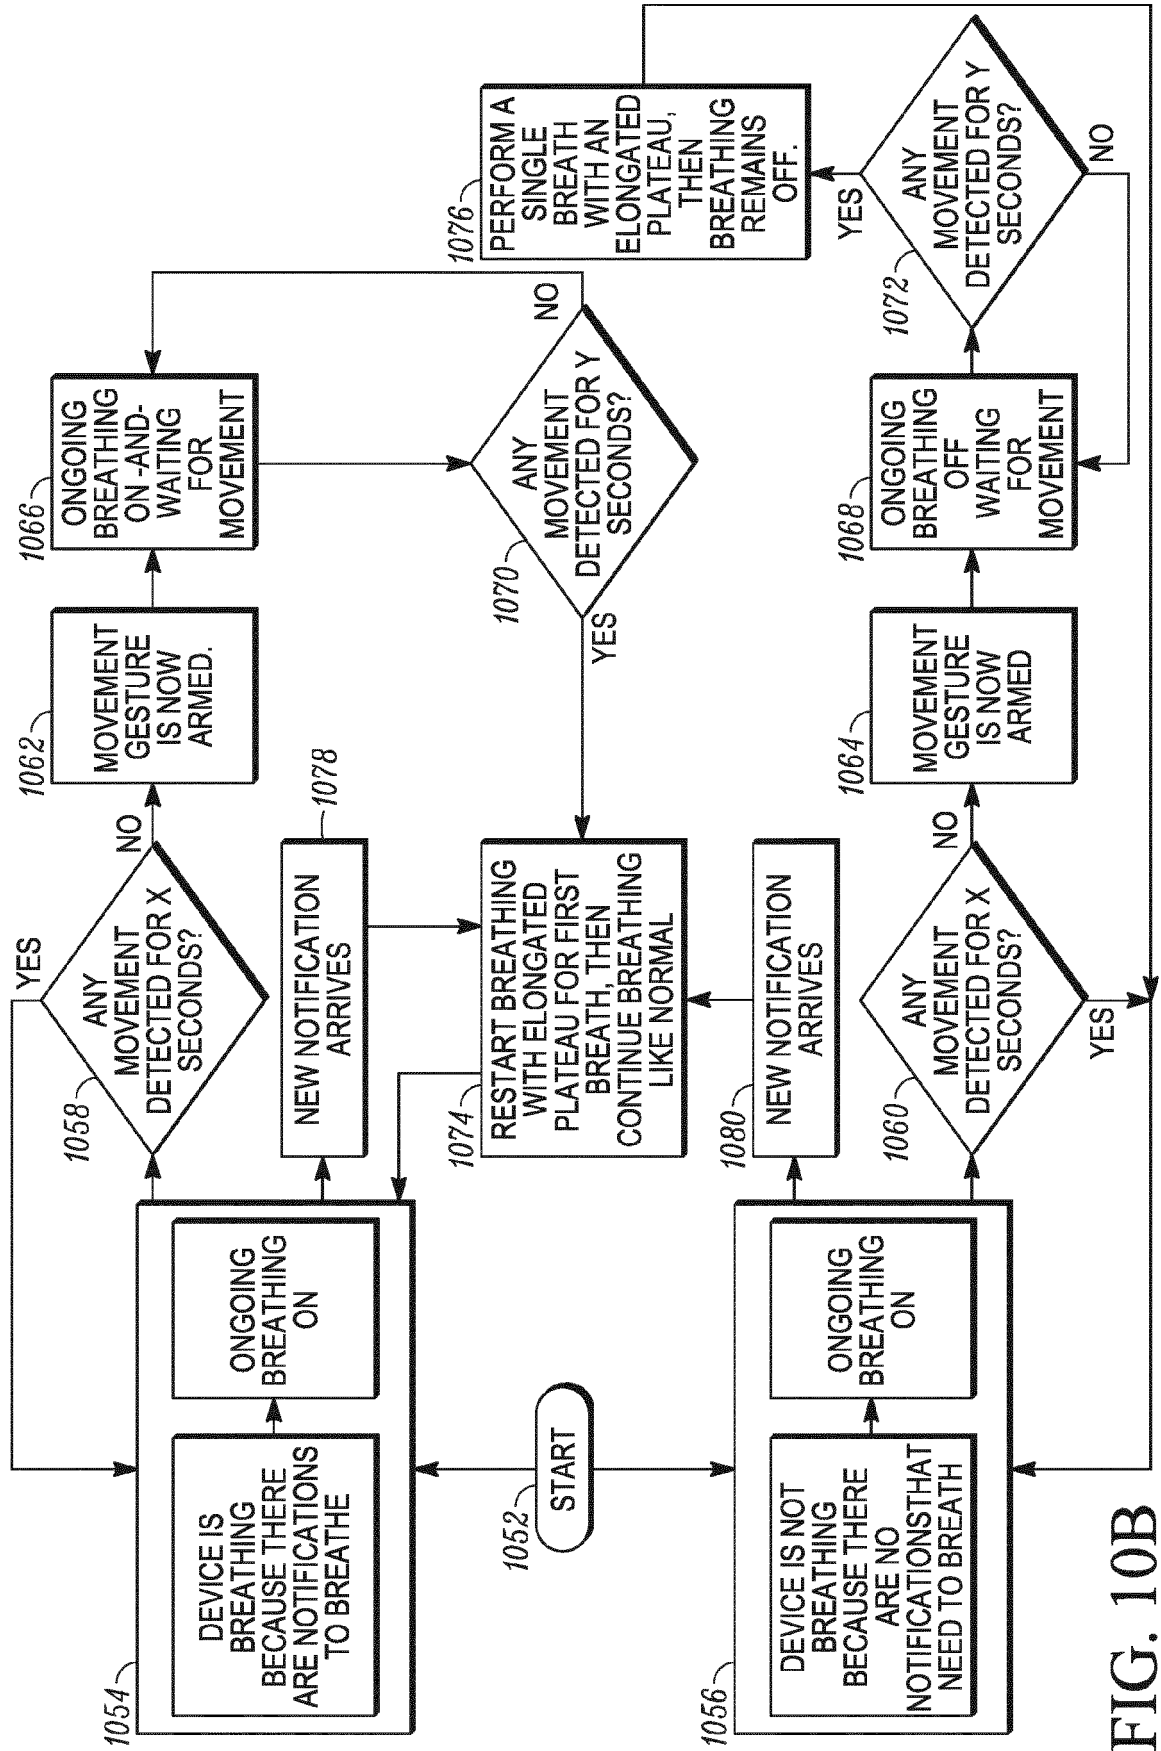 1054
DEVICE IS
BREATHING
BECAUSE THERE
ARE NOTIFICATIONS
TO BREATHE
ONGOING
BREATHING
ON
YES
1058
ANY
MOVEMENT
DETECTED FOR X
SECONDS?
NO
1062
MOVEMENT
GESTURE
IS NOW
ARMED.
1066
ONGOING
BREATHING
ON -AND-
WAITING
FOR
MOVEMENT
NEW NOTIFICATION
ARRIVES
1078
1052
START
1074
RESTART BREATHING
WITH ELONGATED
PLATEAU FOR FIRST
BREATH, THEN
CONTINUE BREATHING
LIKE NORMAL
YES
1070
ANY
MOVEMENT
DETECTED FOR Y
SECONDS?
NO
1076
PERFORM A
SINGLE
BREATH
WITH AN
ELONGATED
PLATEAU,
THEN
BREATHING
REMAINS
OFF.
1056
DEVICE IS NOT
BREATHING
BECAUSE THERE
ARE NO
NOTIFICATIONSTHAT
NEED TO BREATH
ONGOING
BREATHING
ON
1080
NEW NOTIFICATION
ARRIVES
1060
ANY
MOVEMENT
DETECTED FOR X
SECONDS?
YES
NO
1064
MOVEMENT
GESTURE
IS NOW
ARMED
1068
ONGOING
BREATHING
OFF
WAITING
FOR
MOVEMENT
1072
YES
ANY
MOVEMENT
DETECTED FOR Y
SECONDS?
NO
FIG. 10B